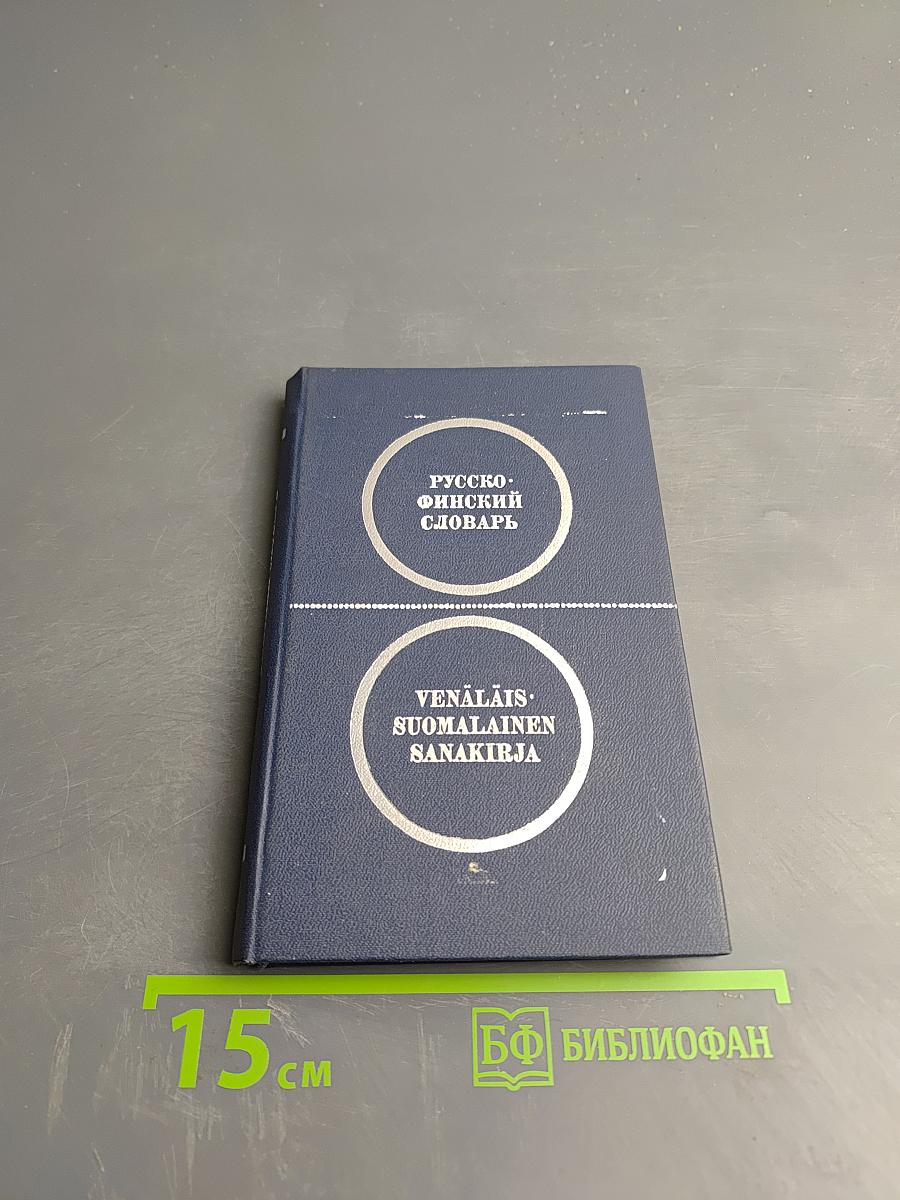 РУССКО·
ФИНСКИЙ
СЛОВАРЬ
VENÄLÄIS·
SUOMALAINEN
SANAKIRJA
15 см
БФ БИБЛИОФАН